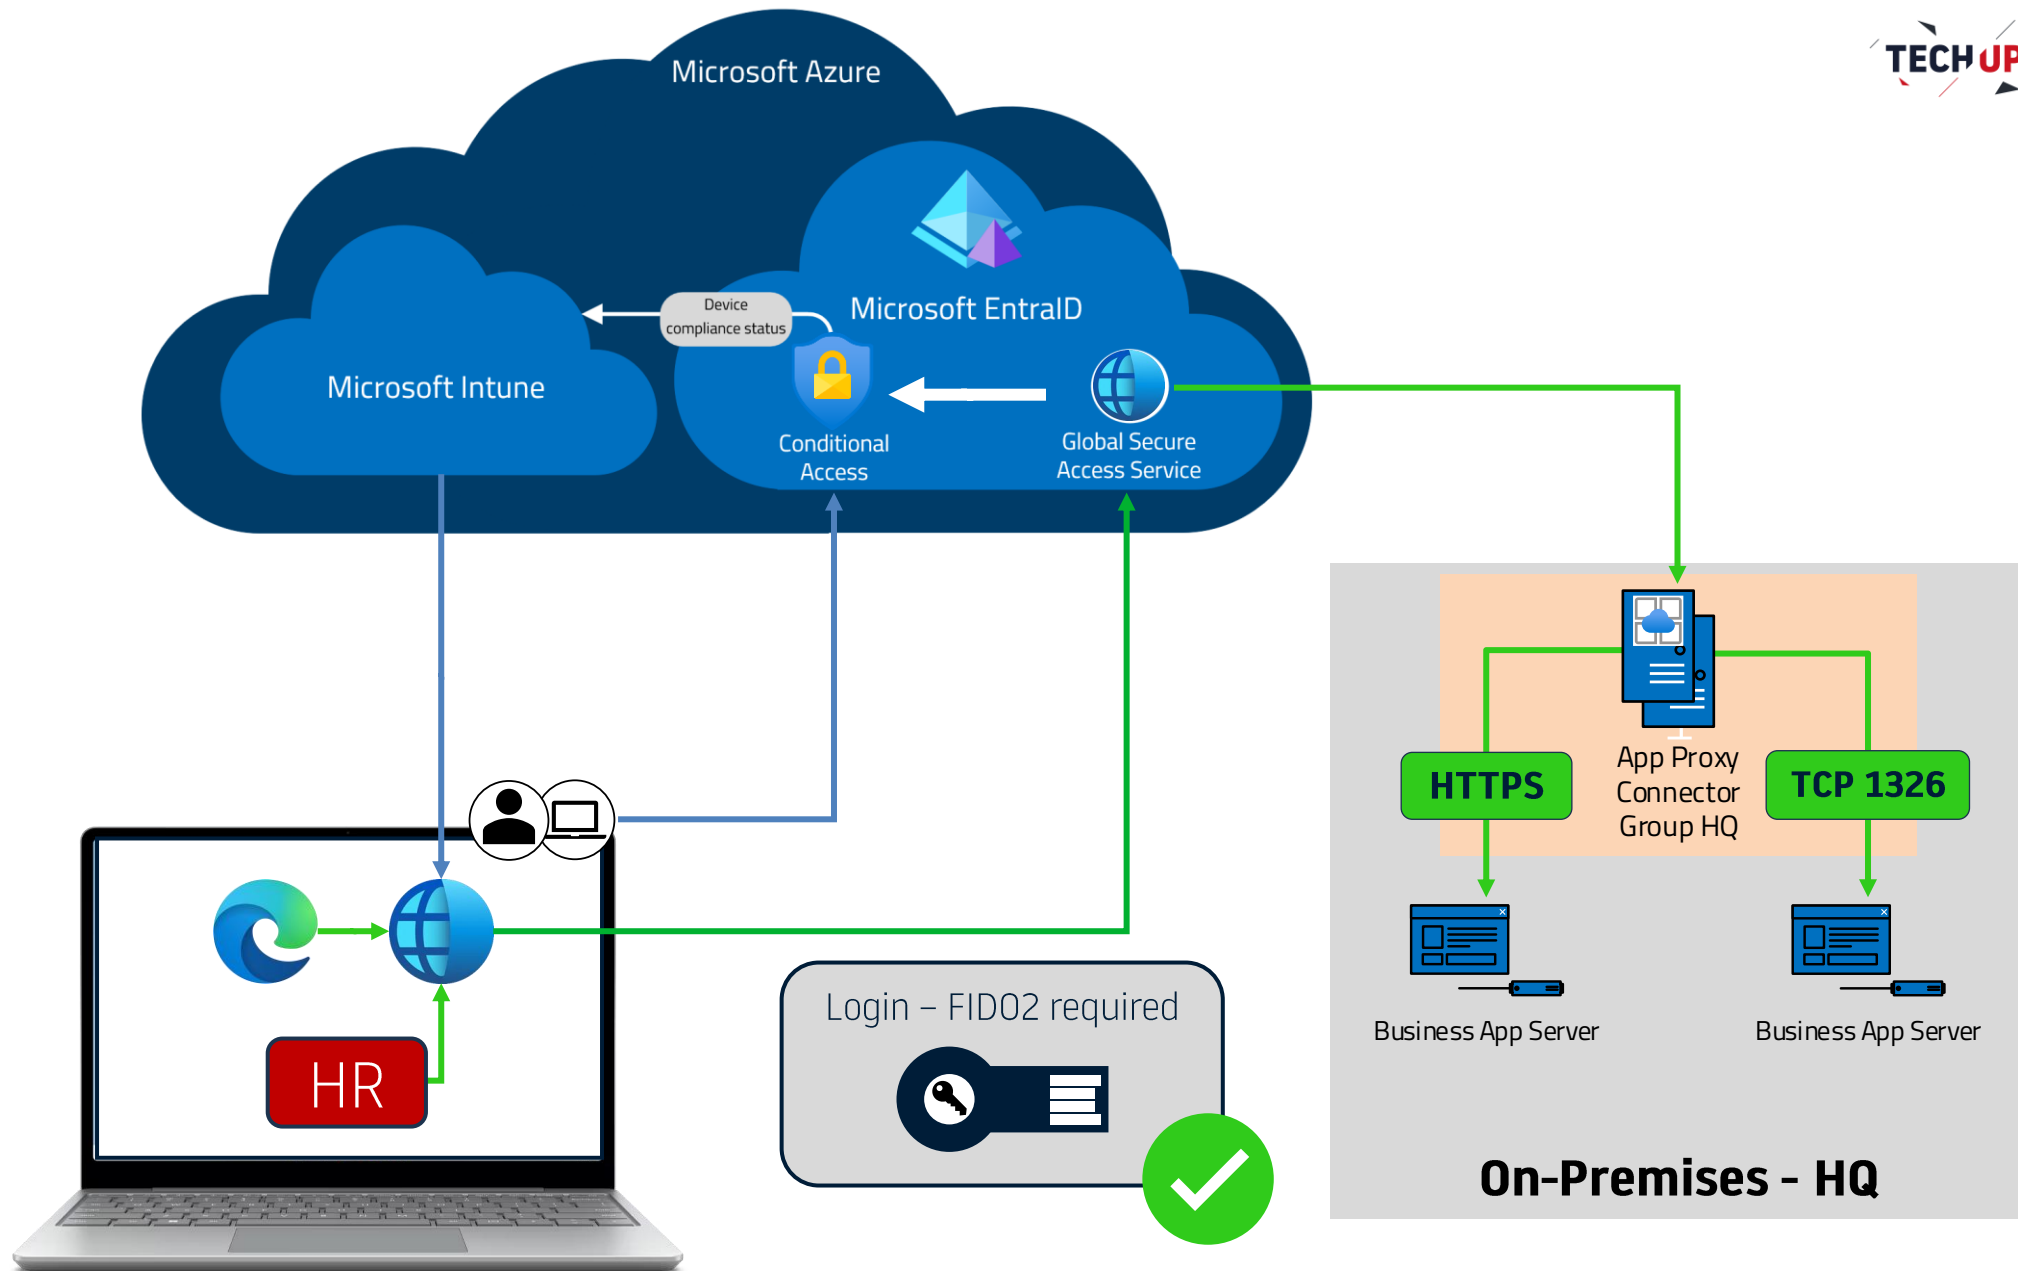 Microsoft Azure
TECH UP
Microsoft EntraID
Device
compliance status
Microsoft Intune
Conditional
Access
Global Secure
Access Service
HTTPS
App Proxy
Connector
Group HQ
TCP 1326
Login – FIDO2 required
HR
Business App Server
Business App Server
On-Premises - HQ